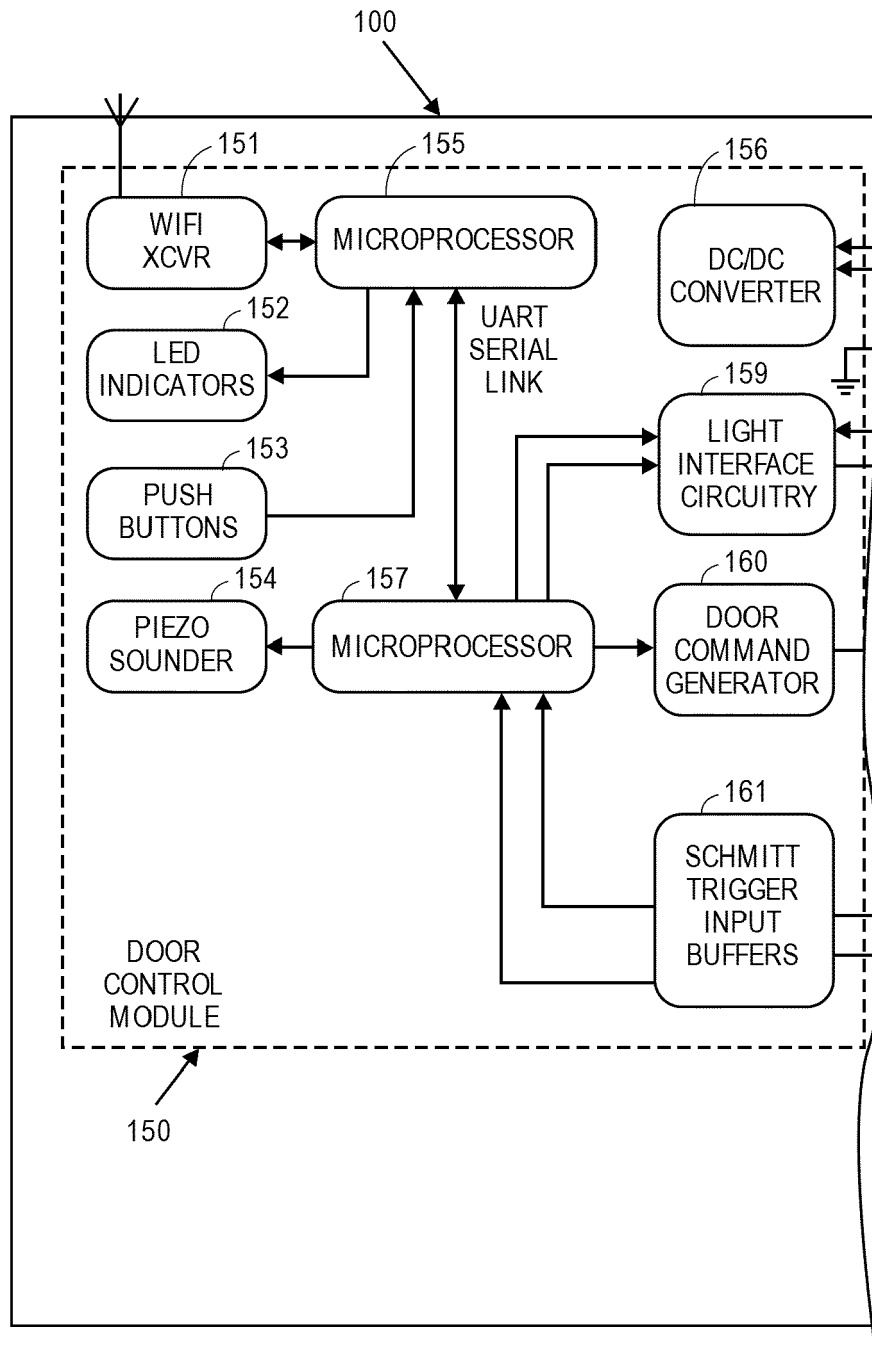 100
151
WIFI
XCVR
155
MICROPROCESSOR
156
DC/DC
CONVERTER
152
LED
INDICATORS
UART
SERIAL
LINK
159
LIGHT
INTERFACE
CIRCUITRY
153
PUSH
BUTTONS
154
PIEZO
SOUNDER
157
MICROPROCESSOR
160
DOOR
COMMAND
GENERATOR
161
SCHMITT
TRIGGER
INPUT
BUFFERS
DOOR
CONTROL
MODULE
150